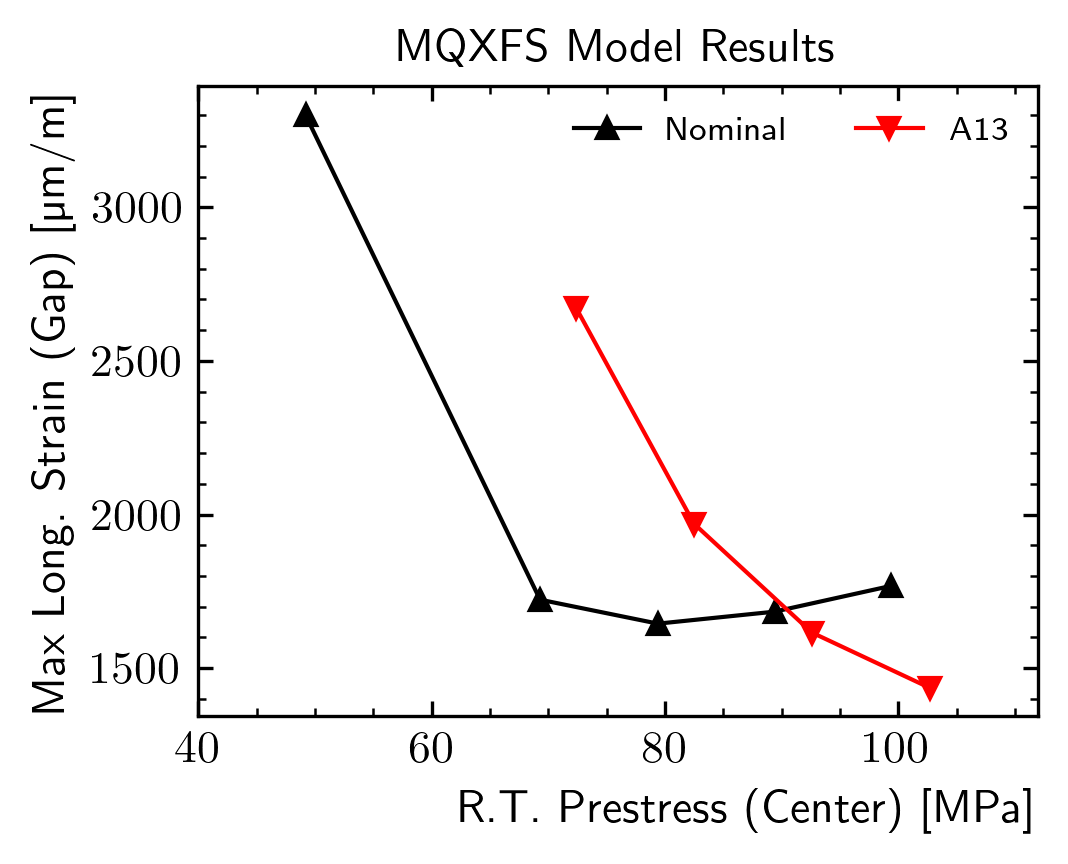 MQXFS Model Results
Nominal
A13
Max Long. Strain (Gap) [µm/m]
3000
2500
2000
1500
40
60
80
100
R.T. Prestress (Center) [MPa]